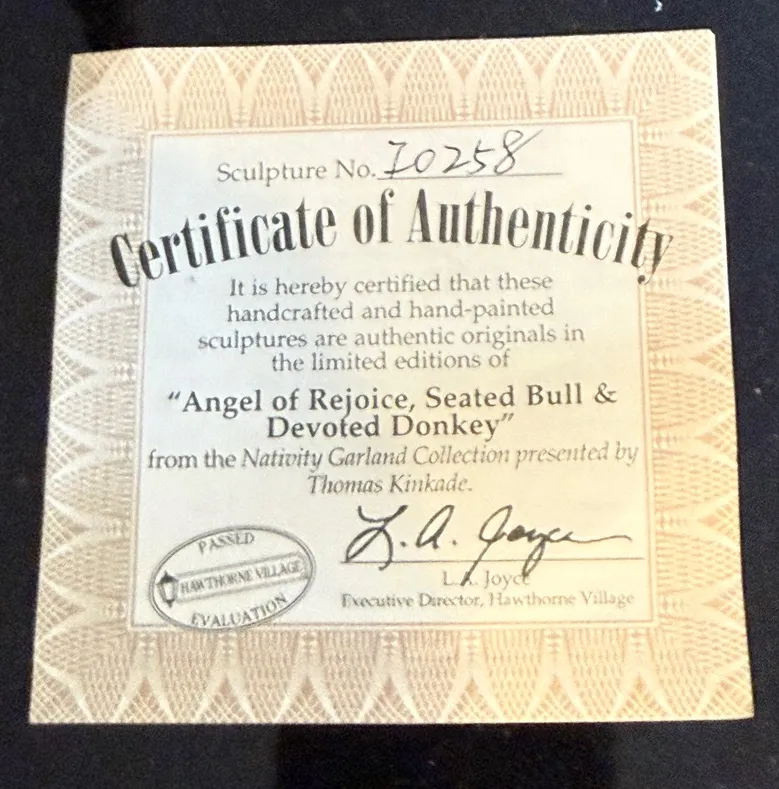 Sculpture No. I0258
Certificate of Authenticity
It is hereby certified that these
handcrafted and hand-painted
sculptures are authentic originals in
the limited editions of
“Angel of Rejoice, Seated Bull &
Devoted Donkey”
from the Nativity Garland Collection presented by
Thomas Kinkade.
L.A. Joyce
L.A. Joyce
Executive Director, Hawthorne Village
PASSED
HAWTHORNE VILLAGE
EVALUATION